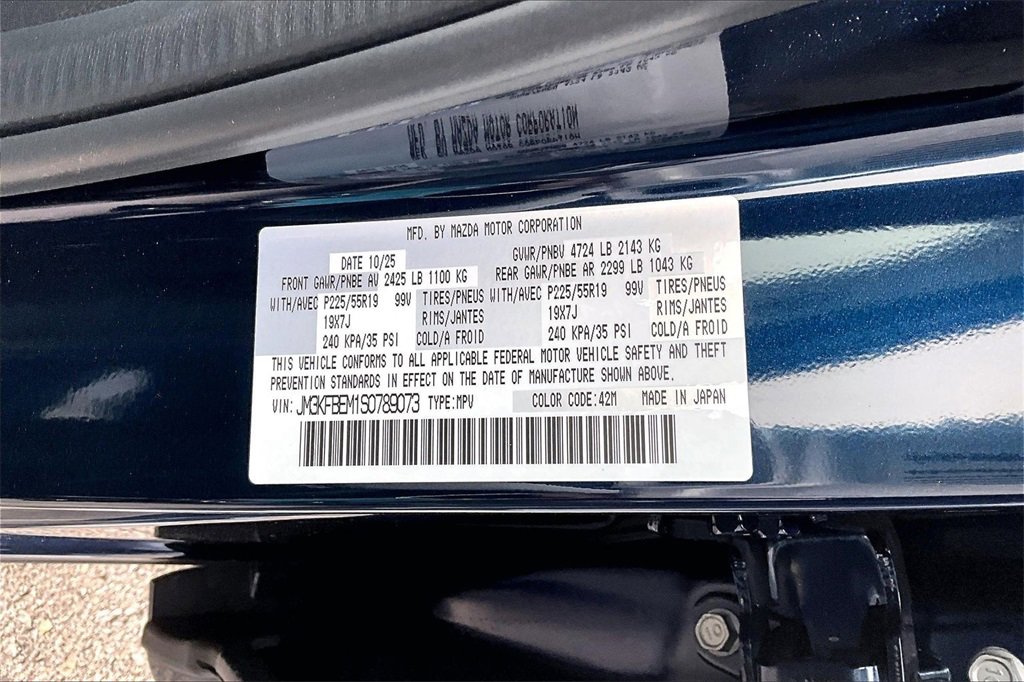 MFD. BY MAZDA MOTOR CORPORATION
DATE 10/25 GVWR/PNBV 4724 LB 2143 KG
FRONT GAWR/PNBE AV 2425 LB 1100 KG REAR GAWR/PNBE AR 2299 LB 1043 KG
WITH/AVEC P225/55R19 99V TIRES/PNEUS WITH/AVEC P225/55R19 99V TIRES/PNEUS
19X7J RIMS/JANTES 19X7J RIMS/JANTES
240 KPA/35 PSI COLD/A FROID 240 KPA/35 PSI COLD/A FROID
THIS VEHICLE CONFORMS TO ALL APPLICABLE FEDERAL MOTOR VEHICLE SAFETY AND THEFT
PREVENTION STANDARDS IN EFFECT ON THE DATE OF MANUFACTURE SHOWN ABOVE.
VIN: JM3KFBEM1S0789073 TYPE:MPV COLOR CODE:42M MADE IN JAPAN
10